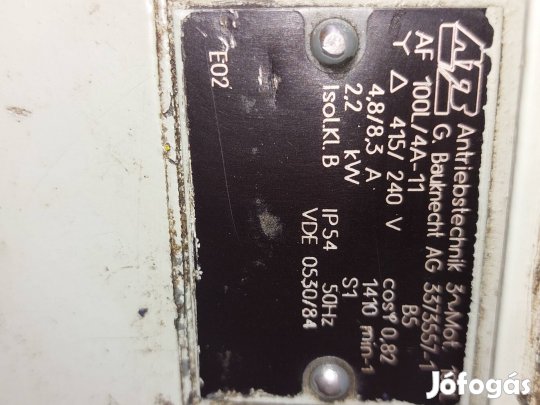 ATB
Antriebstechnik 3~Mot.
G. Bauknecht AG 3373557-1
AF 100L/4A-11 B5
Y △ 415/240 V cosφ 0,82
4,8/8,3 A 1410 min-1
2,2 kW S1
Isol.Kl. B IP54 50Hz
VDE 0530/84
E02
Jófogás